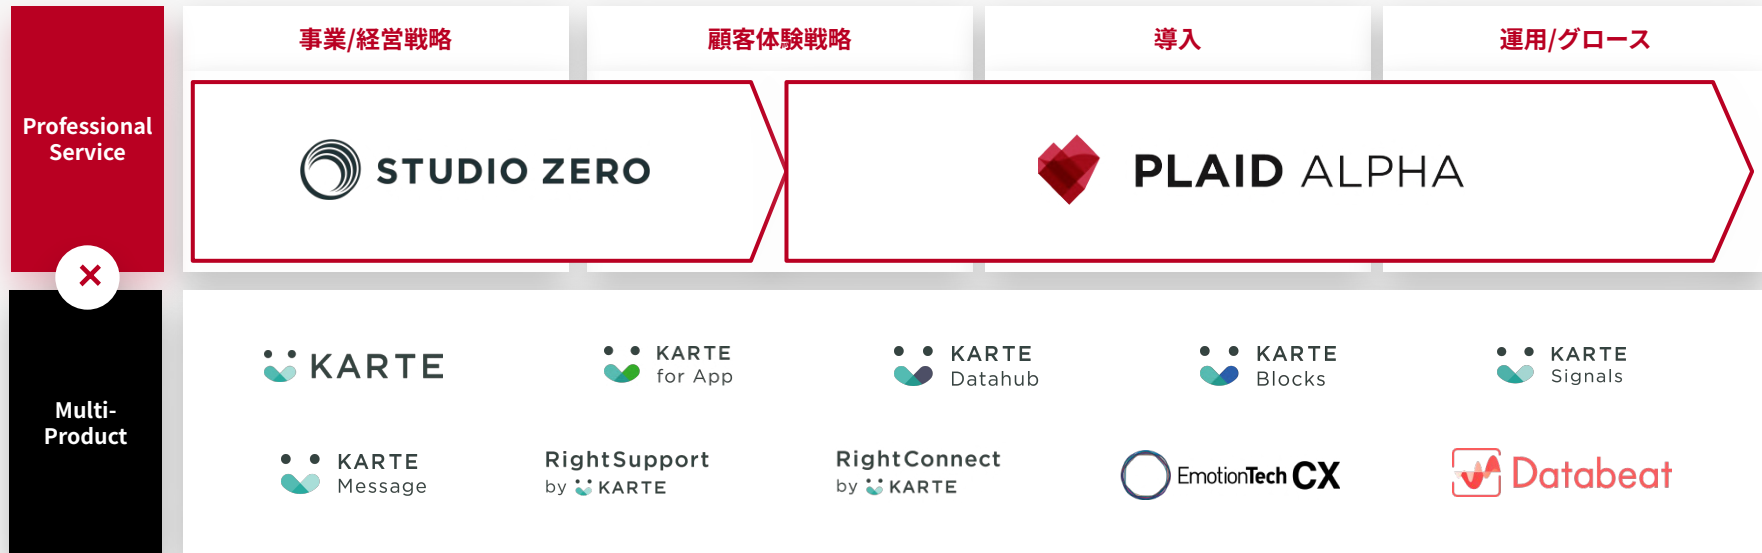 事業/経営戦略
顧客体験戦略
導入
運用/グロース
Professional
Service
STUDIO ZERO
PLAID ALPHA
×
Multi-
Product
KARTE
KARTE
for App
KARTE
Datahub
KARTE
Blocks
KARTE
Signals
KARTE
Message
RightSupport
by KARTE
RightConnect
by KARTE
EmotionTech CX
Databeat